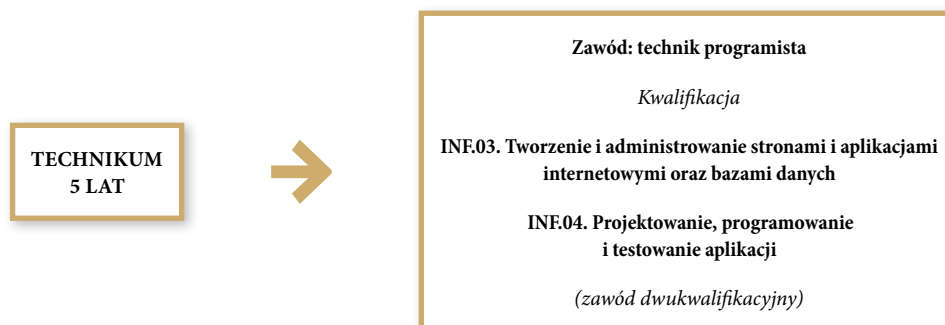 TECHNIKUM
5 LAT
Zawód: technik programista
Kwalifikacja
INF.03. Tworzenie i administrowanie stronami i aplikacjami
internetowymi oraz bazami danych
INF.04. Projektowanie, programowanie
i testowanie aplikacji
(zawód dwukwalifikacyjny)